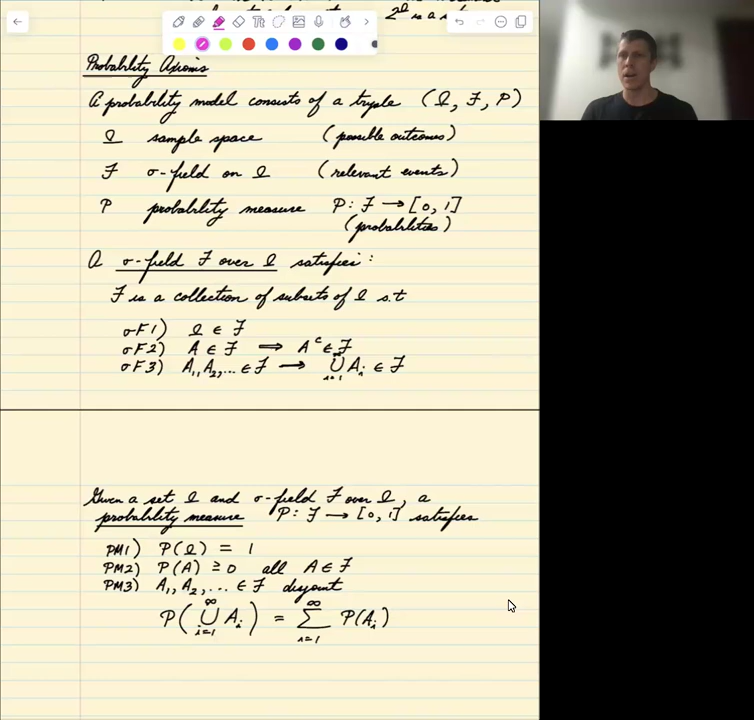 2^Ω is a
Probability Axioms
A probability model consists of a triple (Ω, F, P)
Ω sample space (possible outcomes)
F σ-field on Ω (relevant events)
P probability measure P: F → [0, 1]
(probabilities)
A σ-field F over Ω satisfies:
F is a collection of subsets of Ω s.t
σF1) Ω ∈ F
σF2) A ∈ F ⟹ A^c ∈ F
σF3) A₁, A₂, ... ∈ F → ∞⋃i=1 Aᵢ ∈ F
Given a set Ω and σ-field F over Ω, a
probability measure P: F → [0, 1] satisfies
PM1) P(Ω) = 1
PM2) P(A) ≥ 0 all A ∈ F
PM3) A₁, A₂, ... ∈ F disjoint
P(∞⋃i=1 Aᵢ) = ∞∑i=1 P(Aᵢ)